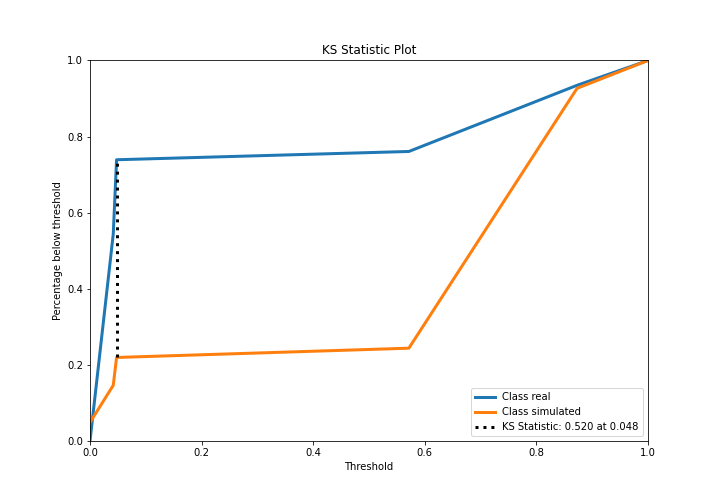 KS Statistic Plot
1.0
0.8
0.6
0.4
0.2
0.0
Percentage below threshold
0.0 0.2 0.4 0.6 0.8 1.0
Threshold
Class real
Class simulated
KS Statistic: 0.520 at 0.048